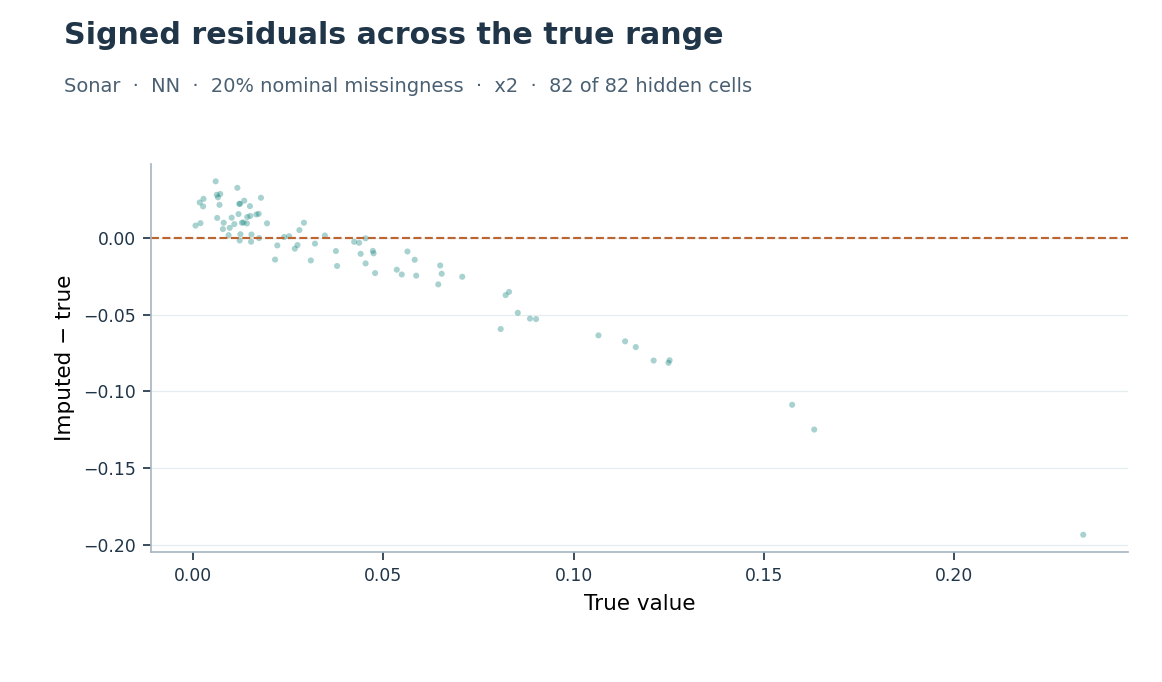 Signed residuals across the true range
Sonar · NN · 20% nominal missingness · x2 · 82 of 82 hidden cells
Imputed − true
0.00
−0.05
−0.10
−0.15
−0.20
0.00 0.05 0.10 0.15 0.20
True value